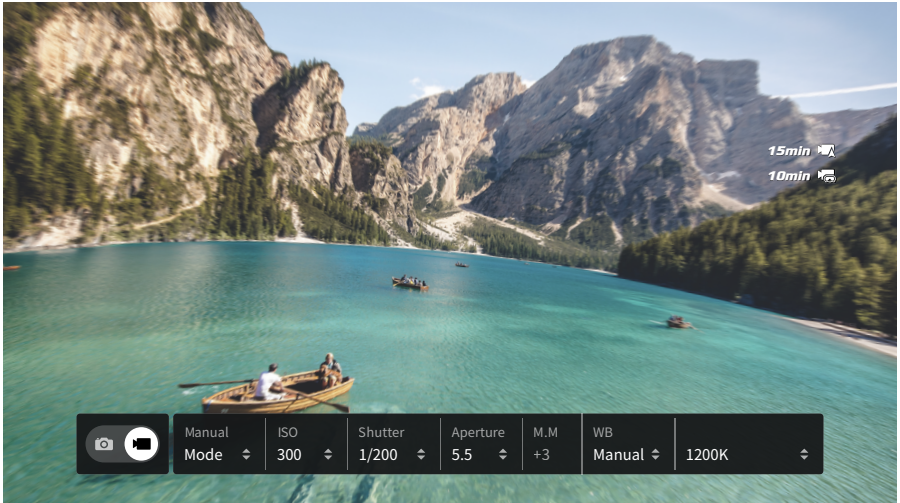 15min
10min
Manual ISO Shutter Aperture M.M WB
Mode 300 1/200 5.5 +3 Manual 1200K